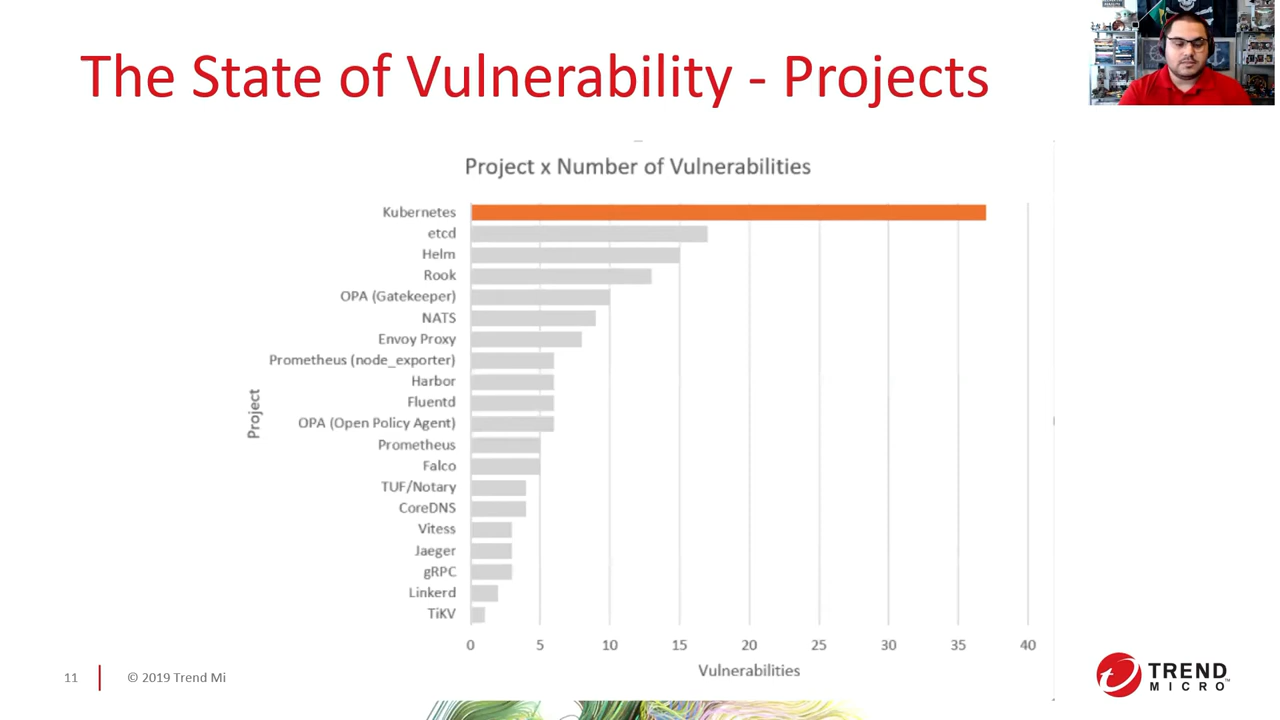 The State of Vulnerability - Projects
Project x Number of Vulnerabilities
Kubernetes
etcd
Helm
Rook
OPA (Gatekeeper)
NATS
Envoy Proxy
Prometheus (node_exporter)
Harbor
Fluentd
OPA (Open Policy Agent)
Prometheus
Falco
TUF/Notary
CoreDNS
Vitess
Jaeger
gRPC
Linkerd
TiKV
Project
0 5 10 15 20 25 30 35 40
Vulnerabilities
11 © 2019 Trend Mi
TREND
MICRO™